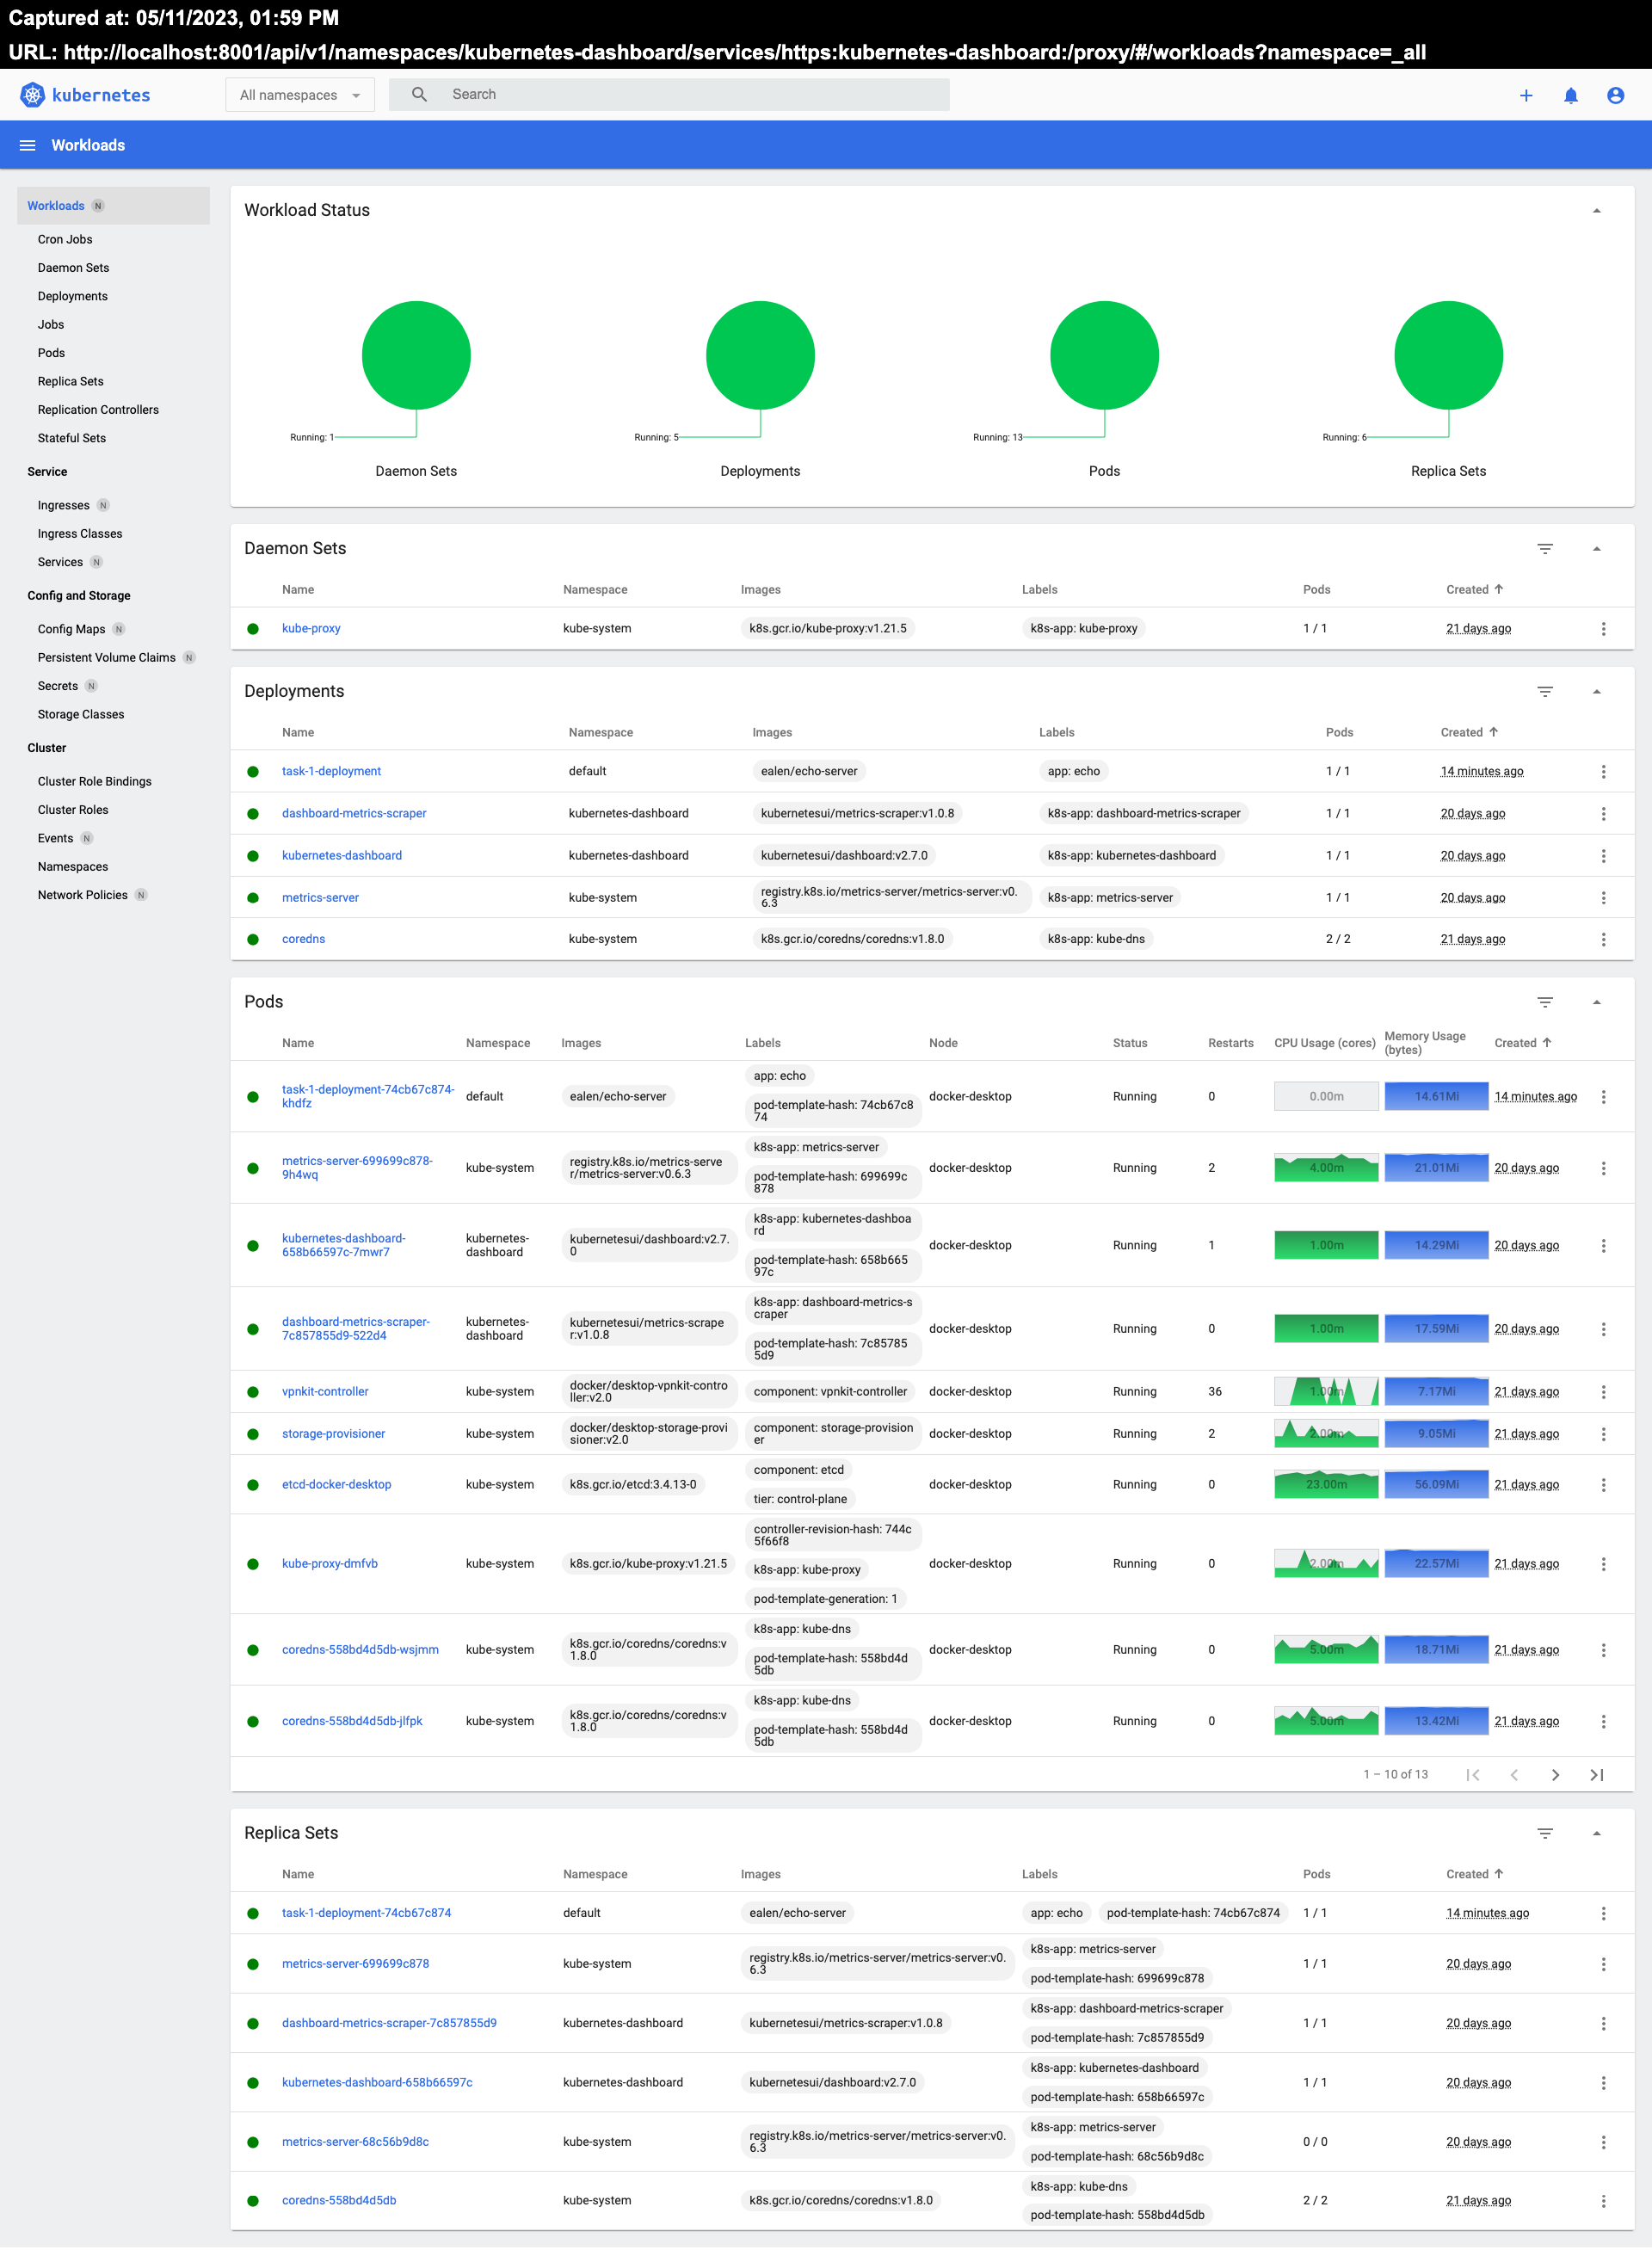 Captured at: 05/11/2023, 01:59 PM
URL: http://localhost:8001/api/v1/namespaces/kubernetes-dashboard/services/https:kubernetes-dashboard:/proxy/#/workloads?namespace=_all
kubernetes
All namespaces
Search
Workloads
Workloads N
Cron Jobs
Daemon Sets
Deployments
Jobs
Pods
Replica Sets
Replication Controllers
Stateful Sets
Service
Ingresses N
Ingress Classes
Services N
Config and Storage
Config Maps N
Persistent Volume Claims N
Secrets N
Storage Classes
Cluster
Cluster Role Bindings
Cluster Roles
Events N
Namespaces
Network Policies N
Workload Status
Running: 1
Running: 5
Running: 13
Running: 6
Daemon Sets
Deployments
Pods
Replica Sets
Daemon Sets
Name Namespace Images Labels Pods Created
kube-proxy kube-system k8s.gcr.io/kube-proxy:v1.21.5 k8s-app: kube-proxy 1 / 1 21 days ago
Deployments
Name Namespace Images Labels Pods Created
task-1-deployment default ealen/echo-server app: echo 1 / 1 14 minutes ago
dashboard-metrics-scraper kubernetes-dashboard kubernetesui/metrics-scraper:v1.0.8 k8s-app: dashboard-metrics-scraper 1 / 1 20 days ago
kubernetes-dashboard kubernetes-dashboard kubernetesui/dashboard:v2.7.0 k8s-app: kubernetes-dashboard 1 / 1 20 days ago
metrics-server kube-system registry.k8s.io/metrics-server/metrics-server:v0.
6.3 k8s-app: metrics-server 1 / 1 20 days ago
coredns kube-system k8s.gcr.io/coredns/coredns:v1.8.0 k8s-app: kube-dns 2 / 2 21 days ago
Pods
Name Namespace Images Labels Node Status Restarts CPU Usage (cores) Memory Usage
(bytes) Created
task-1-deployment-74cb67c874-
khdfz default ealen/echo-server app: echo
pod-template-hash: 74cb67c8
74 docker-desktop Running 0 0.00m 14.61Mi 14 minutes ago
metrics-server-699699c878-
9h4wq kube-system registry.k8s.io/metrics-serve
r/metrics-server:v0.6.3 k8s-app: metrics-server
pod-template-hash: 699699c
878 docker-desktop Running 2 4.00m 21.01Mi 20 days ago
kubernetes-dashboard-
658b66597c-7mwr7 kubernetes-
dashboard kubernetesui/dashboard:v2.7.
0 k8s-app: kubernetes-dashboa
rd
pod-template-hash: 658b665
97c docker-desktop Running 1 1.00m 14.29Mi 20 days ago
dashboard-metrics-scraper-
7c857855d9-522d4 kubernetes-
dashboard kubernetesui/metrics-scrape
r:v1.0.8 k8s-app: dashboard-metrics-s
craper
pod-template-hash: 7c85785
5d9 docker-desktop Running 0 1.00m 17.59Mi 20 days ago
vpnkit-controller kube-system docker/desktop-vpnkit-contro
ller:v2.0 component: vpnkit-controller docker-desktop Running 36 1.00m 7.17Mi 21 days ago
storage-provisioner kube-system docker/desktop-storage-provi
sioner:v2.0 component: storage-provision
er docker-desktop Running 2 2.00m 9.05Mi 21 days ago
etcd-docker-desktop kube-system k8s.gcr.io/etcd:3.4.13-0 component: etcd
tier: control-plane docker-desktop Running 0 23.00m 56.09Mi 21 days ago
kube-proxy-dmfvb kube-system k8s.gcr.io/kube-proxy:v1.21.5 controller-revision-hash: 744c
5f66f8
k8s-app: kube-proxy
pod-template-generation: 1 docker-desktop Running 0 2.00m 22.57Mi 21 days ago
coredns-558bd4d5db-wsjmm kube-system k8s.gcr.io/coredns/coredns:v
1.8.0 k8s-app: kube-dns
pod-template-hash: 558bd4d
5db docker-desktop Running 0 5.00m 18.71Mi 21 days ago
coredns-558bd4d5db-jlfpk kube-system k8s.gcr.io/coredns/coredns:v
1.8.0 k8s-app: kube-dns
pod-template-hash: 558bd4d
5db docker-desktop Running 0 5.00m 13.42Mi 21 days ago
1 – 10 of 13
Replica Sets
Name Namespace Images Labels Pods Created
task-1-deployment-74cb67c874 default ealen/echo-server app: echo pod-template-hash: 74cb67c874 1 / 1 14 minutes ago
metrics-server-699699c878 kube-system registry.k8s.io/metrics-server/metrics-server:v0.
6.3 k8s-app: metrics-server
pod-template-hash: 699699c878 1 / 1 20 days ago
dashboard-metrics-scraper-7c857855d9 kubernetes-dashboard kubernetesui/metrics-scraper:v1.0.8 k8s-app: dashboard-metrics-scraper
pod-template-hash: 7c857855d9 1 / 1 20 days ago
kubernetes-dashboard-658b66597c kubernetes-dashboard kubernetesui/dashboard:v2.7.0 k8s-app: kubernetes-dashboard
pod-template-hash: 658b66597c 1 / 1 20 days ago
metrics-server-68c56b9d8c kube-system registry.k8s.io/metrics-server/metrics-server:v0.
6.3 k8s-app: metrics-server
pod-template-hash: 68c56b9d8c 0 / 0 20 days ago
coredns-558bd4d5db kube-system k8s.gcr.io/coredns/coredns:v1.8.0 k8s-app: kube-dns
pod-template-hash: 558bd4d5db 2 / 2 21 days ago